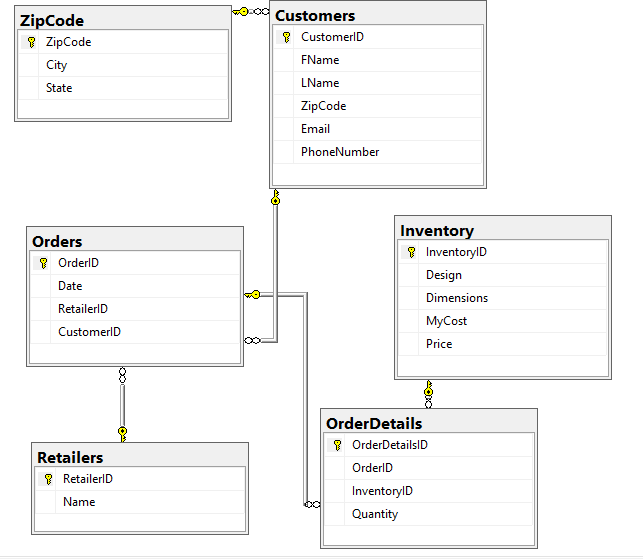 ZipCode
ZipCode
City
State
Customers
CustomerID
FName
LName
ZipCode
Email
PhoneNumber
Orders
OrderID
Date
RetailerID
CustomerID
Inventory
InventoryID
Design
Dimensions
MyCost
Price
Retailers
RetailerID
Name
OrderDetails
OrderDetailsID
OrderID
InventoryID
Quantity